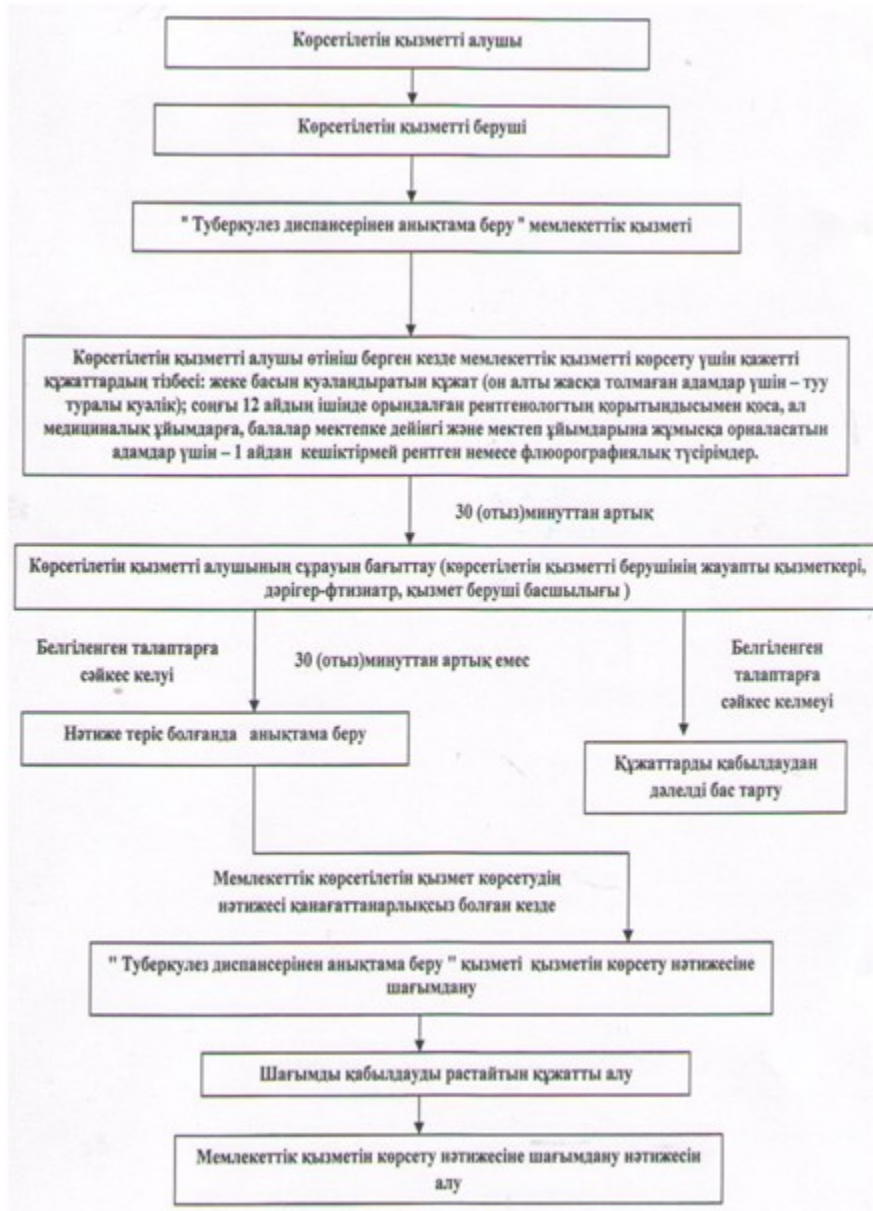 Көрсетілетін қызметті алушы
Көрсетілетін қызметті беруші
" Туберкулез диспансерінен анықтама беру " мемлекеттік қызметі
Көрсетілетін қызметті алушы өтініш берген кезде мемлекеттік қызметті көрсету үшін қажетті
құжаттардың тізбесі: жеке басын куәландыратын құжат (он алты жасқа толмаған адамдар үшін – туу
туралы куәлік); соңғы 12 айдың ішінде орындалған рентгенологтың қорытындысымен қоса, ал
медициналық ұйымдарға, балалар мектепке дейінгі және мектеп ұйымдарына жұмысқа орналасатын
адамдар үшін – 1 айдан кешіктірмей рентген немесе флюорографиялық түсірімдер.
30 (отыз)минуттан артық
Көрсетілетін қызметті алушының сұрауын бағыттау (көрсетілетін қызметті берушінің жауапты қызметкері,
дәрігер-фтизиатр, қызмет беруші басшылығы )
Белгіленген талаптарға
сәйкес келуі
30 (отыз)минуттан артық емес
Белгіленген
талаптарға
сәйкес келмеуі
Нәтиже теріс болғанда анықтама беру
Құжаттарды қабылдаудан
дәлелді бас тарту
Мемлекеттік көрсетілетін қызмет көрсетудің
нәтижесі қанағаттанарлықсыз болған кезде
" Туберкулез диспансерінен анықтама беру " қызметі қызметін көрсету нәтижесіне
шағымдану
Шағымды қабылдауды растайтын құжатты алу
Мемлекеттік қызметін көрсету нәтижесіне шағымдану нәтижесін
алу